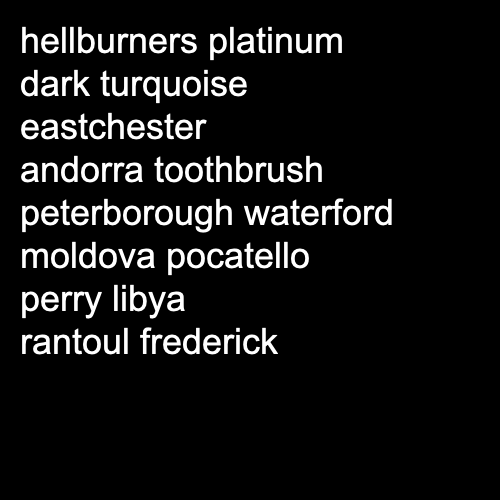 hellburners platinum
dark turquoise
eastchester
andorra toothbrush
peterborough waterford
moldova pocatello
perry libya
rantoul frederick